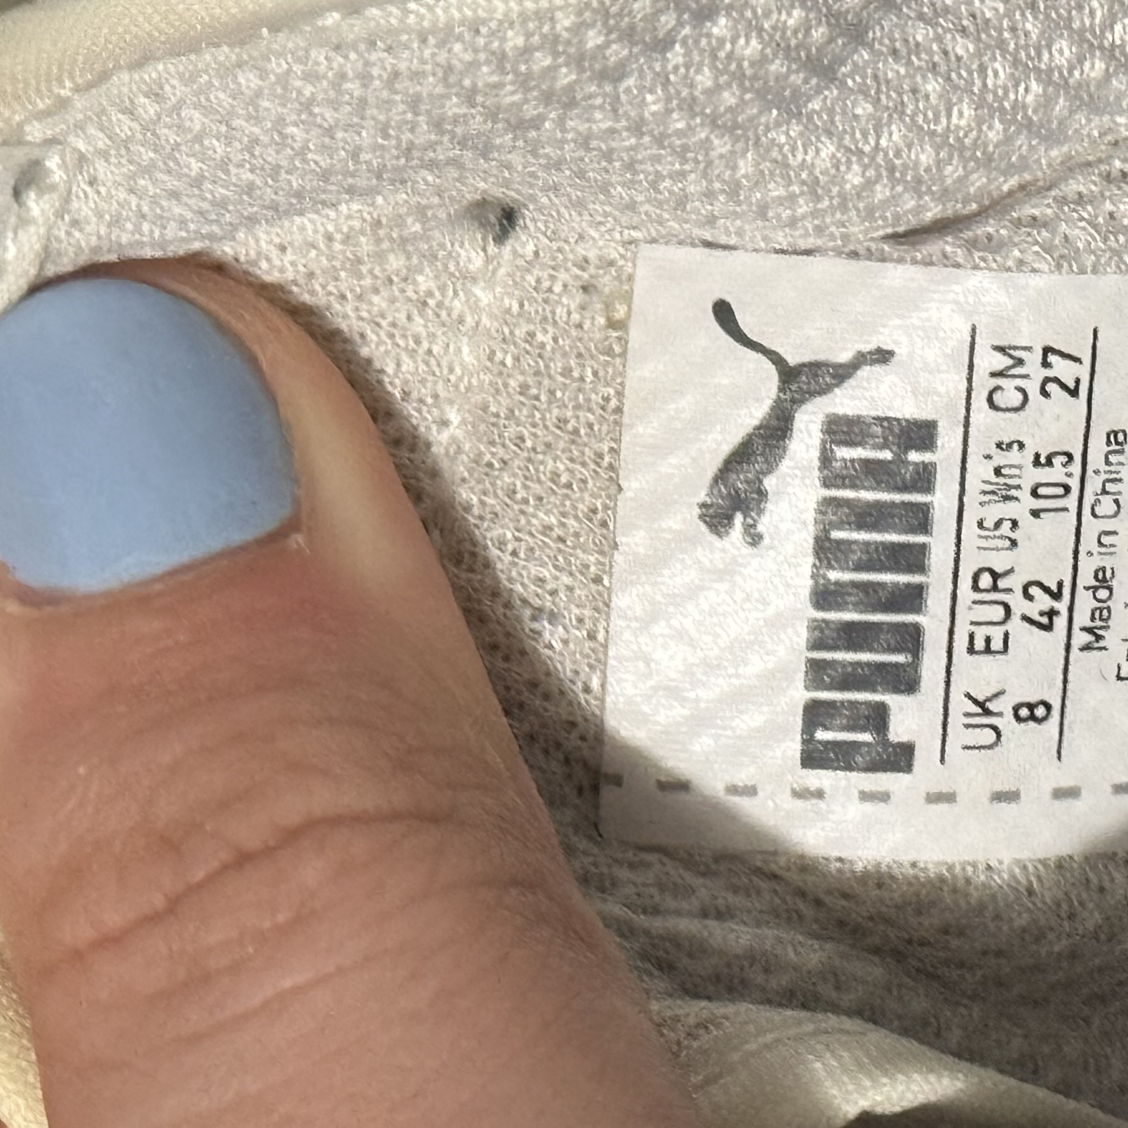 PUMA
UK EUR US Wn's CM
8 42 10.5 27
Made in China